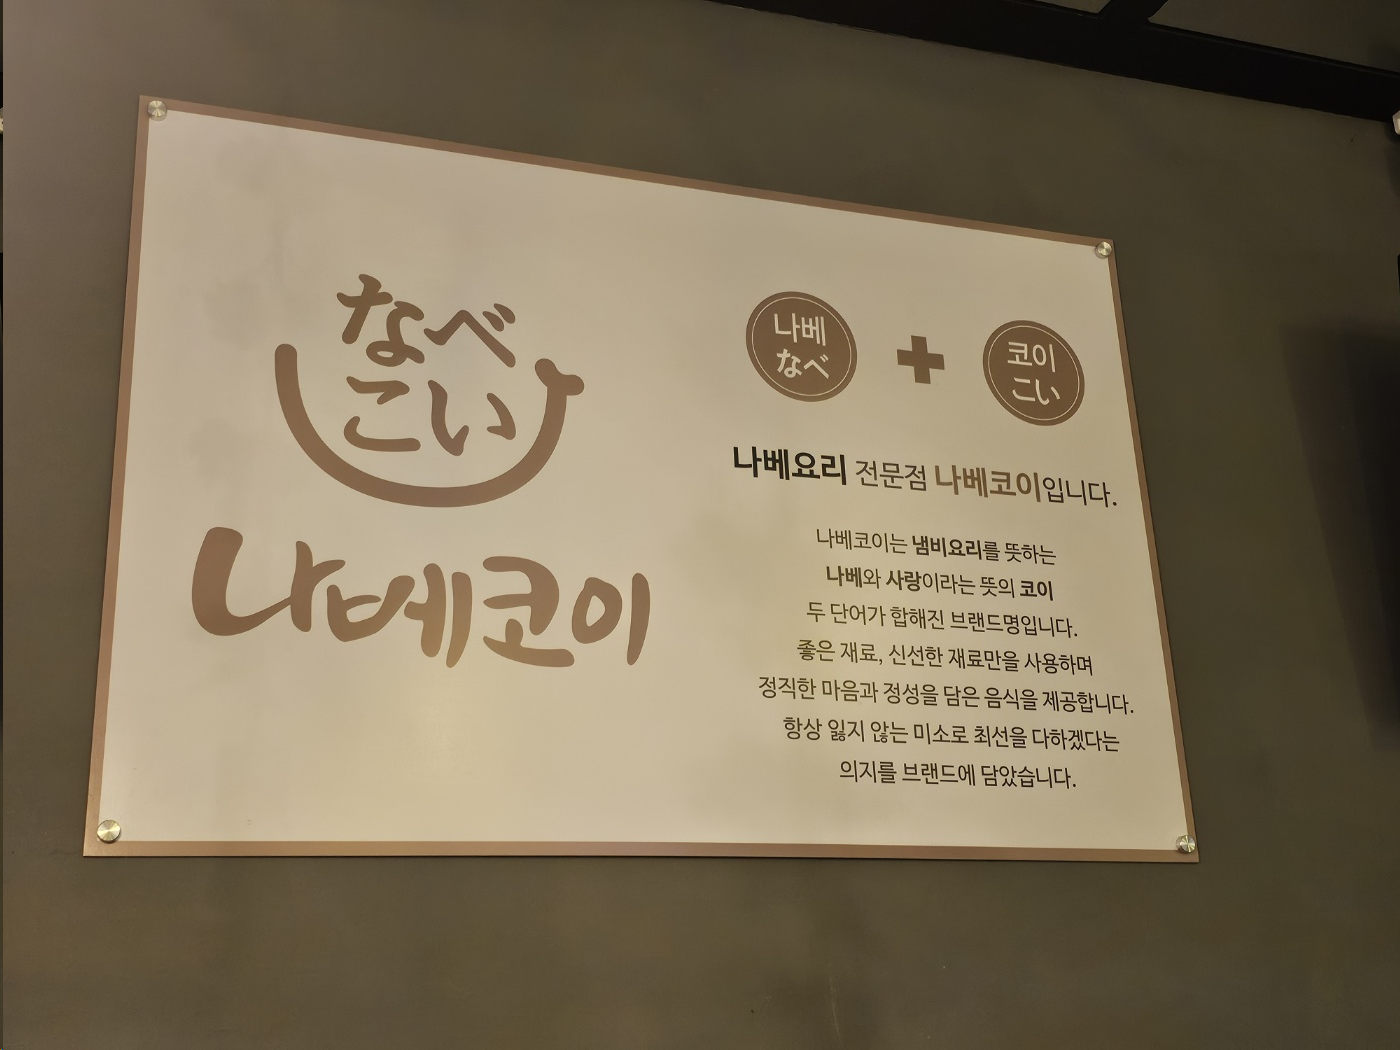 なべ
こい
나베코이
나베
なべ
+
코이
こい
나베요리 전문점 나베코이입니다.
나베코이는 냄비요리를 뜻하는
나베와 사랑이라는 뜻의 코이
두 단어가 합해진 브랜드명입니다.
좋은 재료, 신선한 재료만을 사용하며
정직한 마음과 정성을 담은 음식을 제공합니다.
항상 잃지 않는 미소로 최선을 다하겠다는
의지를 브랜드에 담았습니다.